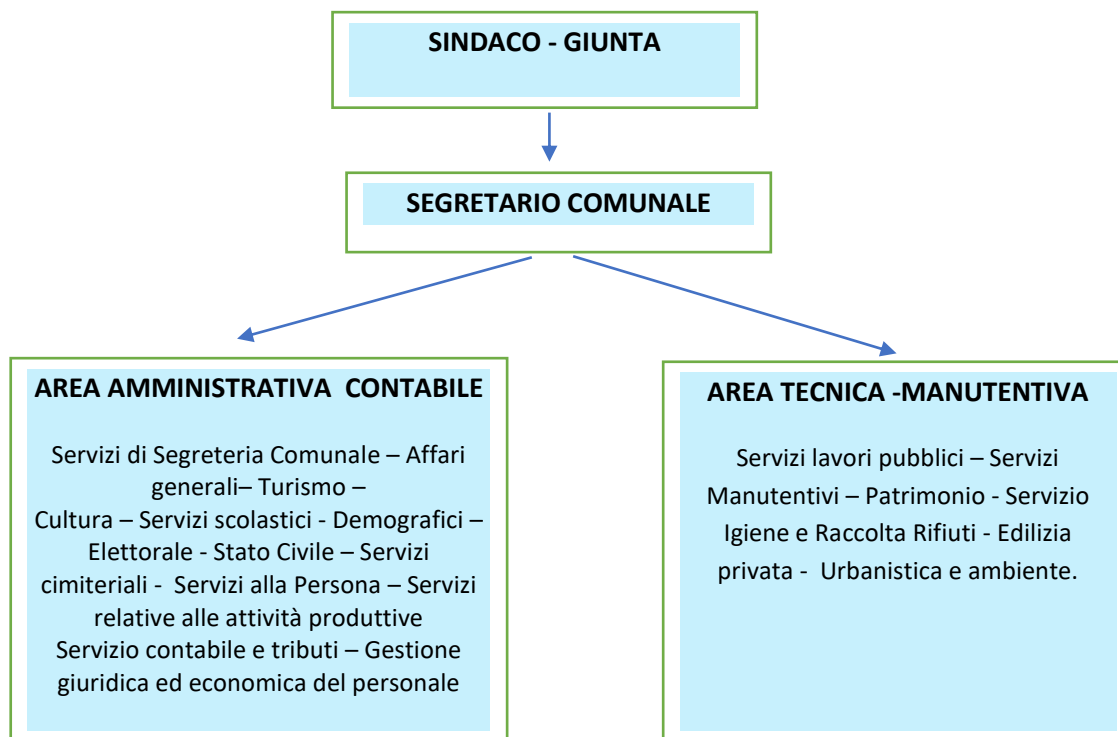 SINDACO - GIUNTA
SEGRETARIO COMUNALE
AREA AMMINISTRATIVA CONTABILE
Servizi di Segreteria Comunale – Affari
generali– Turismo –
Cultura – Servizi scolastici - Demografici –
Elettorale - Stato Civile – Servizi
cimiteriali - Servizi alla Persona – Servizi
relative alle attività produttive
Servizio contabile e tributi – Gestione
giuridica ed economica del personale
AREA TECNICA -MANUTENTIVA
Servizi lavori pubblici – Servizi
Manutentivi – Patrimonio - Servizio
Igiene e Raccolta Rifiuti - Edilizia
privata - Urbanistica e ambiente.